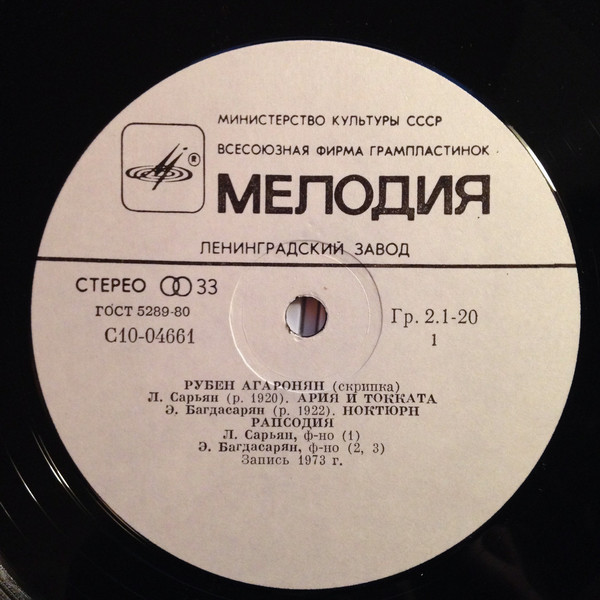 МИНИСТЕРСТВО КУЛЬТУРЫ СССР
ВСЕСОЮЗНАЯ ФИРМА ГРАМПЛАСТИНОК
®
МЕЛОДИЯ
ЛЕНИНГРАДСКИЙ ЗАВОД
СТЕРЕО 33
ГОСТ 5289-80
С10-04661
Гр. 2.1-20
1
РУБЕН АГАРОНЯН (скрипка)
Л. Сарьян (р. 1920). АРИЯ И ТОККАТА
Э. Багдасарян (р. 1922). НОКТЮРН
РАПСОДИЯ
Л. Сарьян, ф-но (1)
Э. Багдасарян, ф-но (2, 3)
Запись 1973 г.